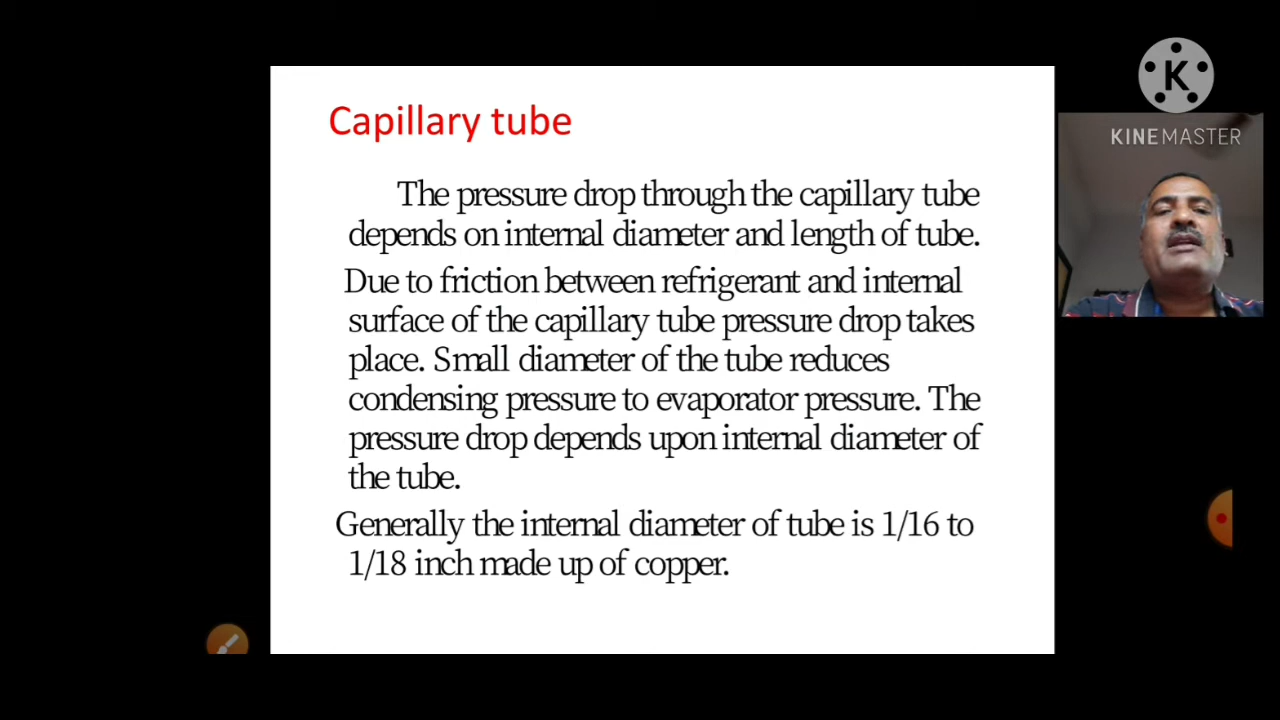 Capillary tube
The pressure drop through the capillary tube
depends on internal diameter and length of tube.
Due to friction between refrigerant and internal
surface of the capillary tube pressure drop takes
place. Small diameter of the tube reduces
condensing pressure to evaporator pressure. The
pressure drop depends upon internal diameter of
the tube.
Generally the internal diameter of tube is 1/16 to
1/18 inch made up of copper.
K
KINEMASTER